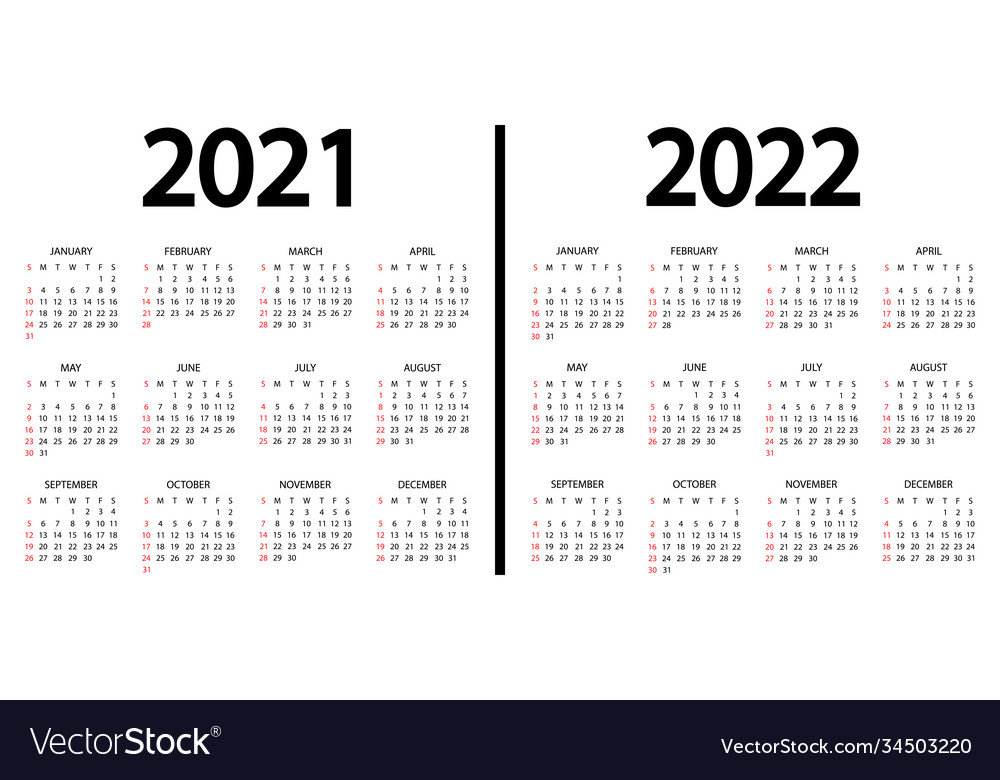 2021
JANUARY
S M T W T F S
1 2
3 4 5 6 7 8 9
10 11 12 13 14 15 16
17 18 19 20 21 22 23
24 25 26 27 28 29 30
31
FEBRUARY
S M T W T F S
1 2 3 4 5 6
7 8 9 10 11 12 13
14 15 16 17 18 19 20
21 22 23 24 25 26 27
28
MARCH
S M T W T F S
1 2 3 4 5 6
7 8 9 10 11 12 13
14 15 16 17 18 19 20
21 22 23 24 25 26 27
28 29 30 31
APRIL
S M T W T F S
1 2 3
4 5 6 7 8 9 10
11 12 13 14 15 16 17
18 19 20 21 22 23 24
25 26 27 28 29 30
MAY
S M T W T F S
1
2 3 4 5 6 7 8
9 10 11 12 13 14 15
16 17 18 19 20 21 22
23 24 25 26 27 28 29
30 31
JUNE
S M T W T F S
1 2 3 4 5
6 7 8 9 10 11 12
13 14 15 16 17 18 19
20 21 22 23 24 25 26
27 28 29 30
JULY
S M T W T F S
1 2 3
4 5 6 7 8 9 10
11 12 13 14 15 16 17
18 19 20 21 22 23 24
25 26 27 28 29 30 31
AUGUST
S M T W T F S
1 2 3 4 5 6 7
8 9 10 11 12 13 14
15 16 17 18 19 20 21
22 23 24 25 26 27 28
29 30 31
SEPTEMBER
S M T W T F S
1 2 3 4
5 6 7 8 9 10 11
12 13 14 15 16 17 18
19 20 21 22 23 24 25
26 27 28 29 30
OCTOBER
S M T W T F S
1 2
3 4 5 6 7 8 9
10 11 12 13 14 15 16
17 18 19 20 21 22 23
24 25 26 27 28 29 30
31
NOVEMBER
S M T W T F S
1 2 3 4 5 6
7 8 9 10 11 12 13
14 15 16 17 18 19 20
21 22 23 24 25 26 27
28 29 30
DECEMBER
S M T W T F S
1 2 3 4
5 6 7 8 9 10 11
12 13 14 15 16 17 18
19 20 21 22 23 24 25
26 27 28 29 30 31
2022
JANUARY
S M T W T F S
1
2 3 4 5 6 7 8
9 10 11 12 13 14 15
16 17 18 19 20 21 22
23 24 25 26 27 28 29
30 31
FEBRUARY
S M T W T F S
1 2 3 4 5
6 7 8 9 10 11 12
13 14 15 16 17 18 19
20 21 22 23 24 25 26
27 28
MARCH
S M T W T F S
1 2 3 4 5
6 7 8 9 10 11 12
13 14 15 16 17 18 19
20 21 22 23 24 25 26
27 28 29 30 31
APRIL
S M T W T F S
1 2
3 4 5 6 7 8 9
10 11 12 13 14 15 16
17 18 19 20 21 22 23
24 25 26 27 28 29 30
MAY
S M T W T F S
1 2 3 4 5 6 7
8 9 10 11 12 13 14
15 16 17 18 19 20 21
22 23 24 25 26 27 28
29 30 31
JUNE
S M T W T F S
1 2 3 4
5 6 7 8 9 10 11
12 13 14 15 16 17 18
19 20 21 22 23 24 25
26 27 28 29 30
JULY
S M T W T F S
1 2
3 4 5 6 7 8 9
10 11 12 13 14 15 16
17 18 19 20 21 22 23
24 25 26 27 28 29 30
31
AUGUST
S M T W T F S
1 2 3 4 5 6
7 8 9 10 11 12 13
14 15 16 17 18 19 20
21 22 23 24 25 26 27
28 29 30 31
SEPTEMBER
S M T W T F S
1 2 3
4 5 6 7 8 9 10
11 12 13 14 15 16 17
18 19 20 21 22 23 24
25 26 27 28 29 30
OCTOBER
S M T W T F S
1
2 3 4 5 6 7 8
9 10 11 12 13 14 15
16 17 18 19 20 21 22
23 24 25 26 27 28 29
30 31
NOVEMBER
S M T W T F S
1 2 3 4 5
6 7 8 9 10 11 12
13 14 15 16 17 18 19
20 21 22 23 24 25 26
27 28 29 30
DECEMBER
S M T W T F S
1 2 3
4 5 6 7 8 9 10
11 12 13 14 15 16 17
18 19 20 21 22 23 24
25 26 27 28 29 30 31
VectorStock®
VectorStock.com/34503220